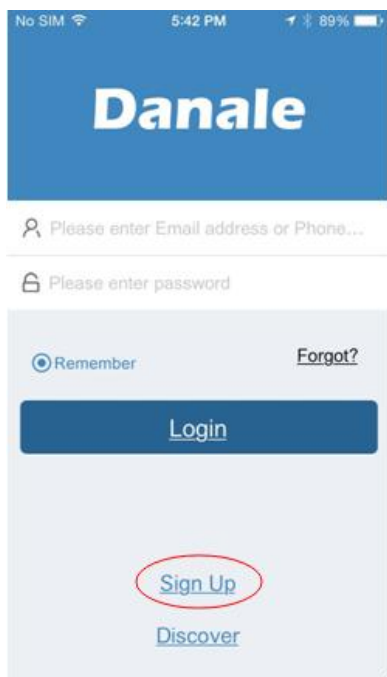 No SIM 5:42 PM 89%
Danale
Please enter Email address or Phone...
Please enter password
Remember Forgot?
Login
Sign Up
Discover